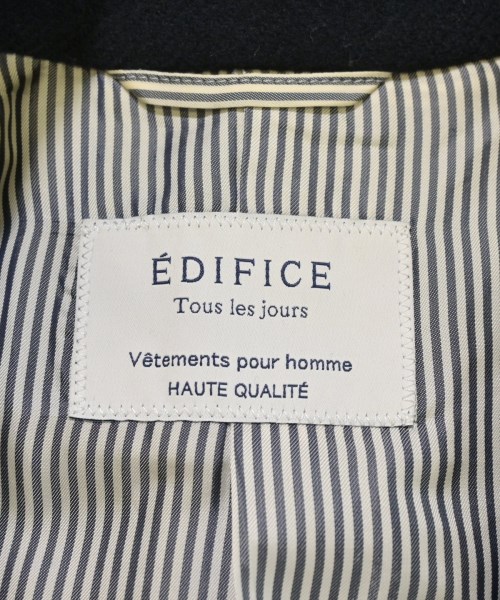 ÉDIFICE
Tous les jours
Vêtements pour homme
HAUTE QUALITÉ